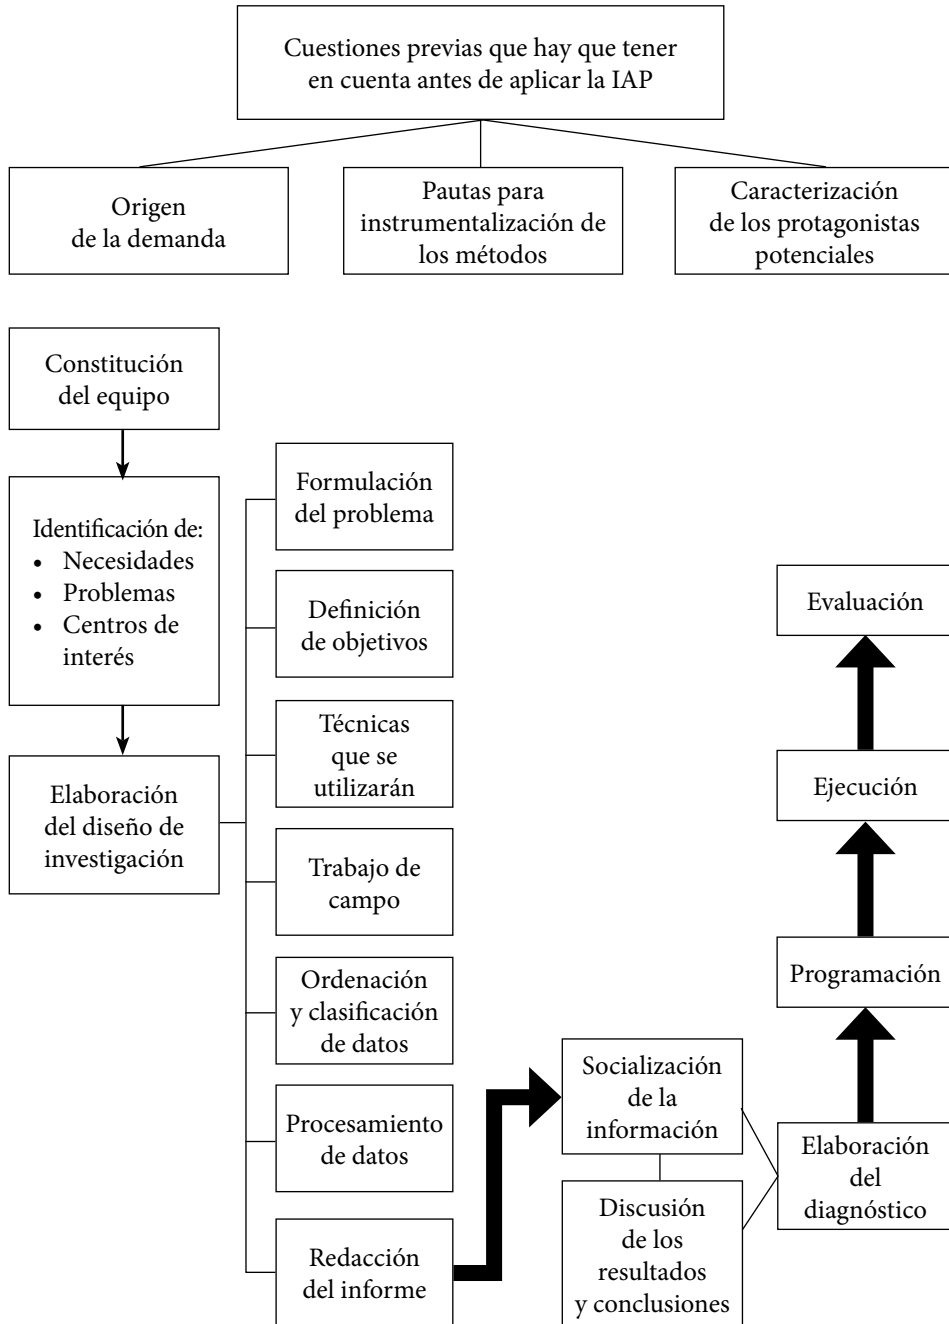 Cuestiones previas que hay que tener
en cuenta antes de aplicar la IAP
Origen
de la demanda
Pautas para
instrumentalización de
los métodos
Caracterización
de los protagonistas
potenciales
Constitución
del equipo
Identificación de:
• Necesidades
• Problemas
• Centros de
interés
Elaboración
del diseño de
investigación
Formulación
del problema
Definición
de objetivos
Técnicas
que se
utilizarán
Trabajo de
campo
Ordenación
y clasificación
de datos
Procesamiento
de datos
Redacción
del informe
Socialización
de la
información
Discusión
de los
resultados
y conclusiones
Elaboración
del
diagnóstico
Programación
Ejecución
Evaluación